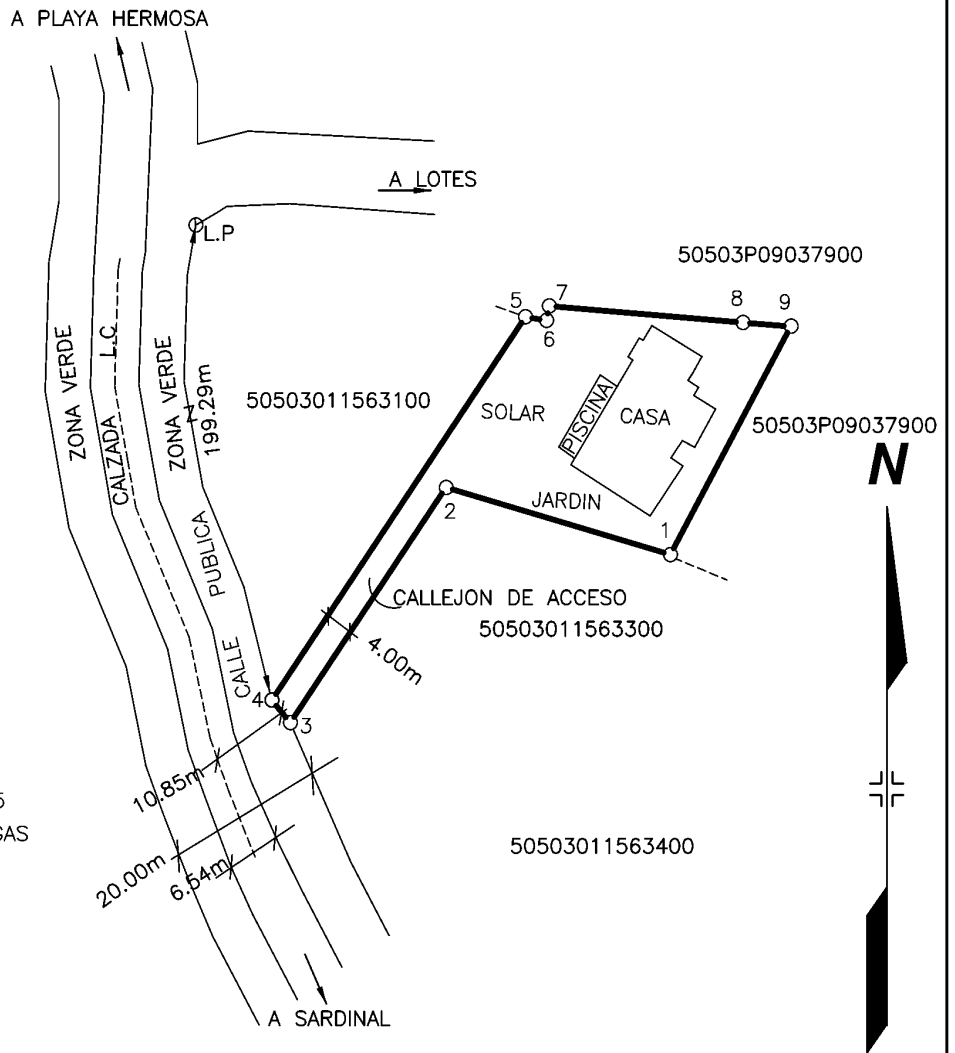 A PLAYA HERMOSA
A LOTES
L.P
50503P09037900
5
7
8
9
6
ZONA VERDE
CALZADA
L.C.
ZONA VERDE
199.29m
50503011563100
SOLAR
PISCINA
CASA
50503P09037900
N
2
JARDIN
1
CALLE PUBLICA
CALLEJON DE ACCESO
50503011563300
4.00m
4
3
10.85m
20.00m
6.54m
50503011563400
A SARDINAL